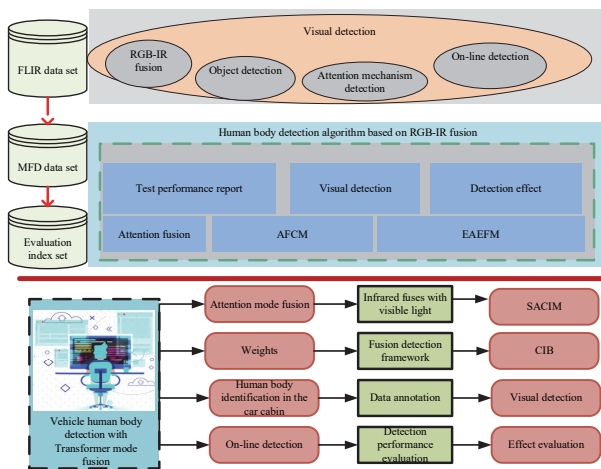 Visual detection
FLIR data set
RGB-IR
fusion
Object detection
Attention mechanism
detection
On-line detection
MFD data set
Evaluation
index set
Human body detection algorithm based on RGB-IR fusion
Test performance report
Visual detection
Detection effect
Attention fusion
AFCM
EAEFM
Vehicle human body
detection with
Transformer mode
fusion
Attention mode fusion
Infrared fuses with
visible light
SACIM
Weights
Fusion detection
framework
CIB
Human body
identification in the
car cabin
Data annotation
Visual detection
On-line detection
Detection
performance
evaluation
Effect evaluation